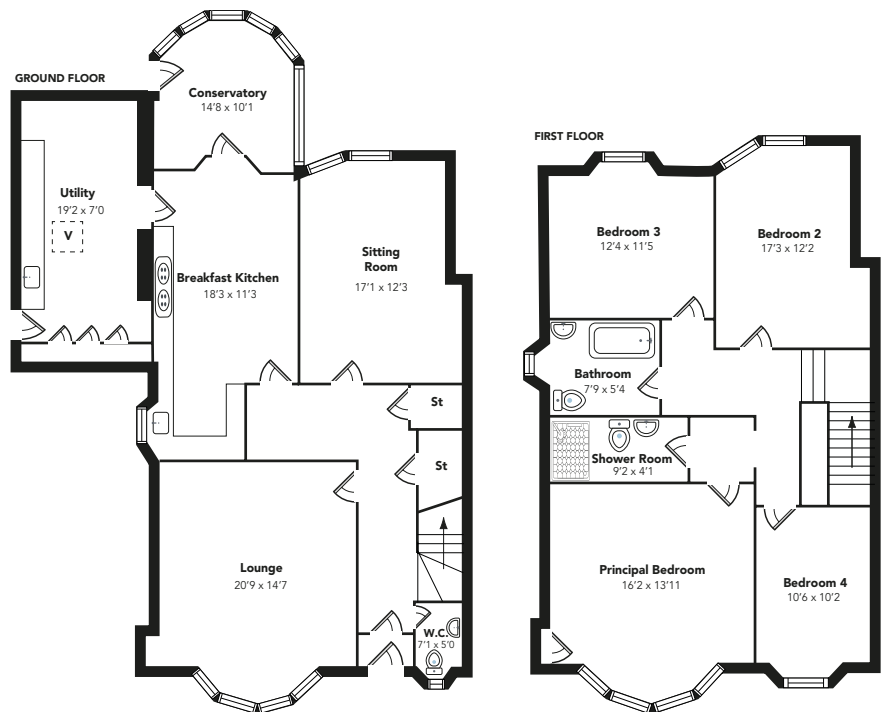 GROUND FLOOR
Conservatory
14'8 x 10'1
Utility
19'2 x 7'0
V
Breakfast Kitchen
18'3 x 11'3
Sitting
Room
17'1 x 12'3
St
St
Lounge
20'9 x 14'7
W.C.
7'1 x 5'0
FIRST FLOOR
Bedroom 3
12'4 x 11'5
Bedroom 2
17'3 x 12'2
Bathroom
7'9 x 5'4
Shower Room
9'2 x 4'1
Principal Bedroom
16'2 x 13'11
Bedroom 4
10'6 x 10'2